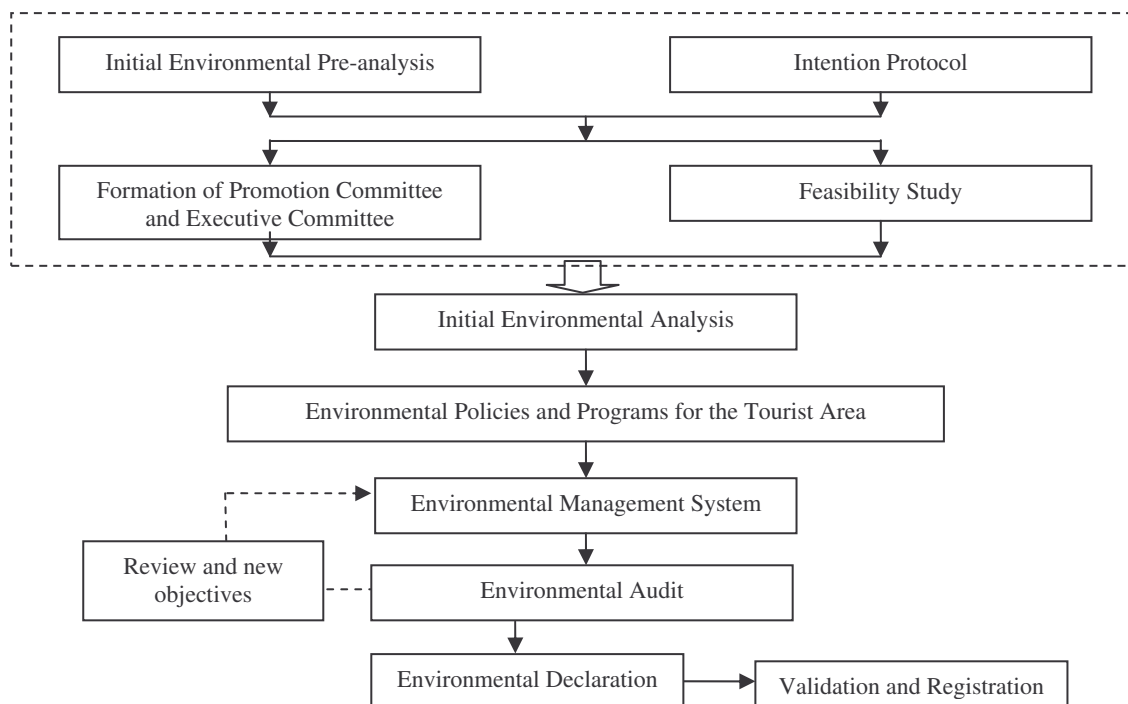 Initial Environmental Pre-analysis
Intention Protocol
Formation of Promotion Committee
and Executive Committee
Feasibility Study
Initial Environmental Analysis
Environmental Policies and Programs for the Tourist Area
Environmental Management System
Review and new
objectives
Environmental Audit
Environmental Declaration
Validation and Registration